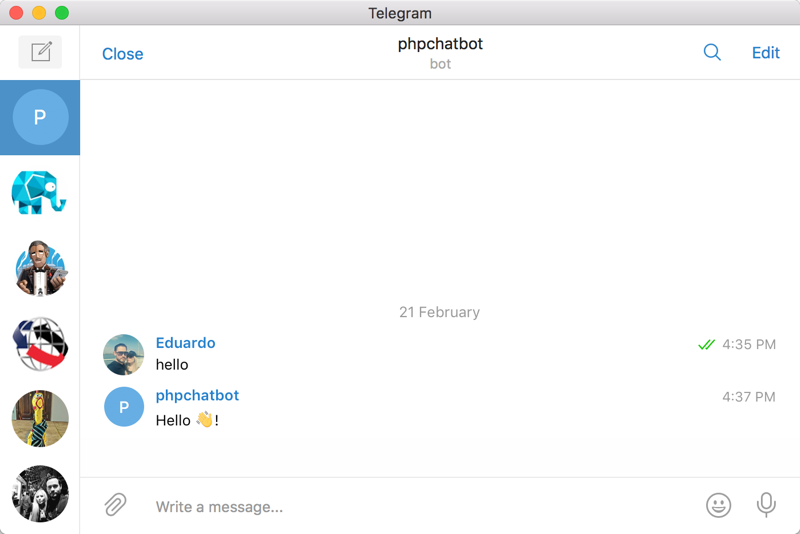 Telegram
Close
phpchatbot
bot
Edit
P
21 February
Eduardo
4:35 PM
hello
P
phpchatbot
4:37 PM
Hello 👋!
Write a message...